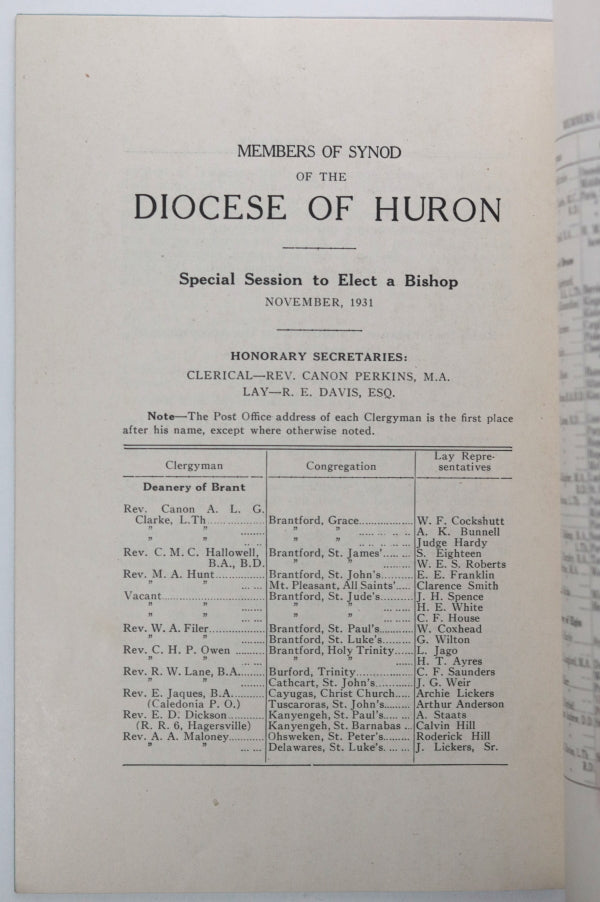 MEMBERS OF SYNOD
OF THE
DIOCESE OF HURON
Special Session to Elect a Bishop
NOVEMBER, 1931
HONORARY SECRETARIES:
CLERICAL—REV. CANON PERKINS, M.A.
LAY—R. E. DAVIS, ESQ.
Note—The Post Office address of each Clergyman is the first place
after his name, except where otherwise noted.
Clergyman Congregation Lay Repre-
sentatives
Deanery of Brant
Rev. Canon A. L. G.
Clarke, L.Th................ Brantford, Grace.................. W. F. Cockshutt
" " ........ " " ... ... .. ... A. K. Bunnell
" " .. .. " " .. .. .. .. Judge Hardy
Rev. C. M. C. Hallowell, Brantford, St. James'..... ... S. Eighteen
B.A., B.D. " " ... ...... W. E. S. Roberts
Rev. M. A. Hunt............... Brantford, St. John's.......... E. E. Franklin
" " ... ... Mt. Pleasant, All Saints'..... Clarence Smith
Vacant............................... Brantford, St. Jude's.......... J. H. Spence
" " ....... " " ... ...... H. E. White
" " ....... " " ... ...... C. F. House
Rev. W. A. Filer................. Brantford, St. Paul's.......... W. Coxhead
" " ........ Brantford, St. Luke's.......... G. Wilton
Rev. C. H. P. Owen .......... Brantford, Holy Trinity...... L. Jago
" " ... ... " " ...... H. T. Ayres
Rev. R. W. Lane, B.A......... Burford, Trinity.................. C. F. Saunders
" " ........ Cathcart, St. John's............ J. G. Weir
Rev. E. Jaques, B.A........... Cayugas, Christ Church..... Archie Lickers
(Caledonia P. O.) Tuscaroras, St. John's......... Arthur Anderson
Rev. E. D. Dickson............ Kanyengeh, St. Paul's..... ... A. Staats
(R. R. 6, Hagersville) Kanyengeh, St. Barnabas .. Calvin Hill
Rev. A. A. Maloney............ Ohsweken, St. Peter's......... Roderick Hill
" " ... ... Delawares, St. Luke's.. .... J. Lickers, Sr.